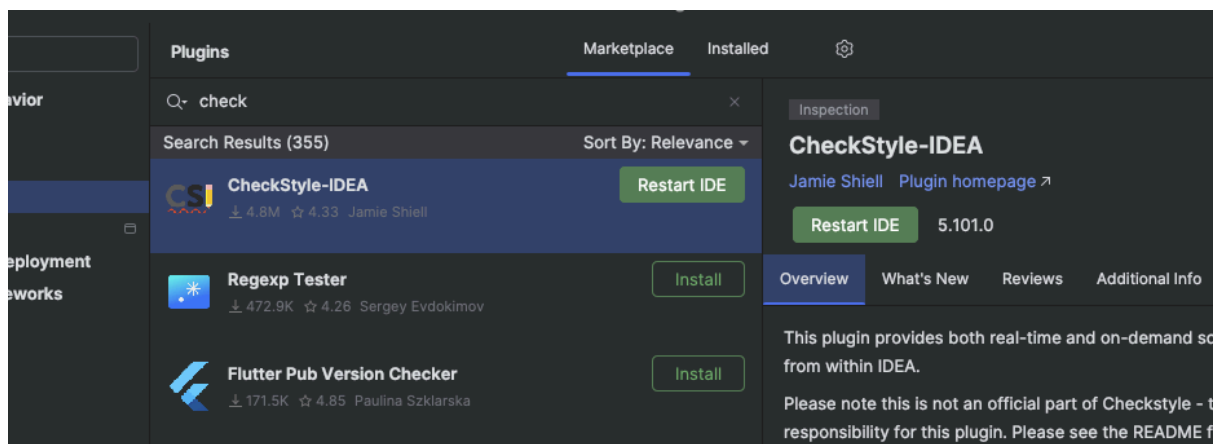 Plugins
Marketplace
Installed
avior
eployment
eworks
check
Search Results (355)
Sort By: Relevance
CheckStyle-IDEA
Restart IDE
4.8M 4.33 Jamie Shiell
Regexp Tester
Install
472.9K 4.26 Sergey Evdokimov
Flutter Pub Version Checker
Install
171.5K 4.85 Paulina Szklarska
Inspection
CheckStyle-IDEA
Jamie Shiell Plugin homepage ↗
Restart IDE 5.101.0
Overview What's New Reviews Additional Info
This plugin provides both real-time and on-demand sc
from within IDEA.
Please note this is not an official part of Checkstyle - t
responsibility for this plugin. Please see the README f